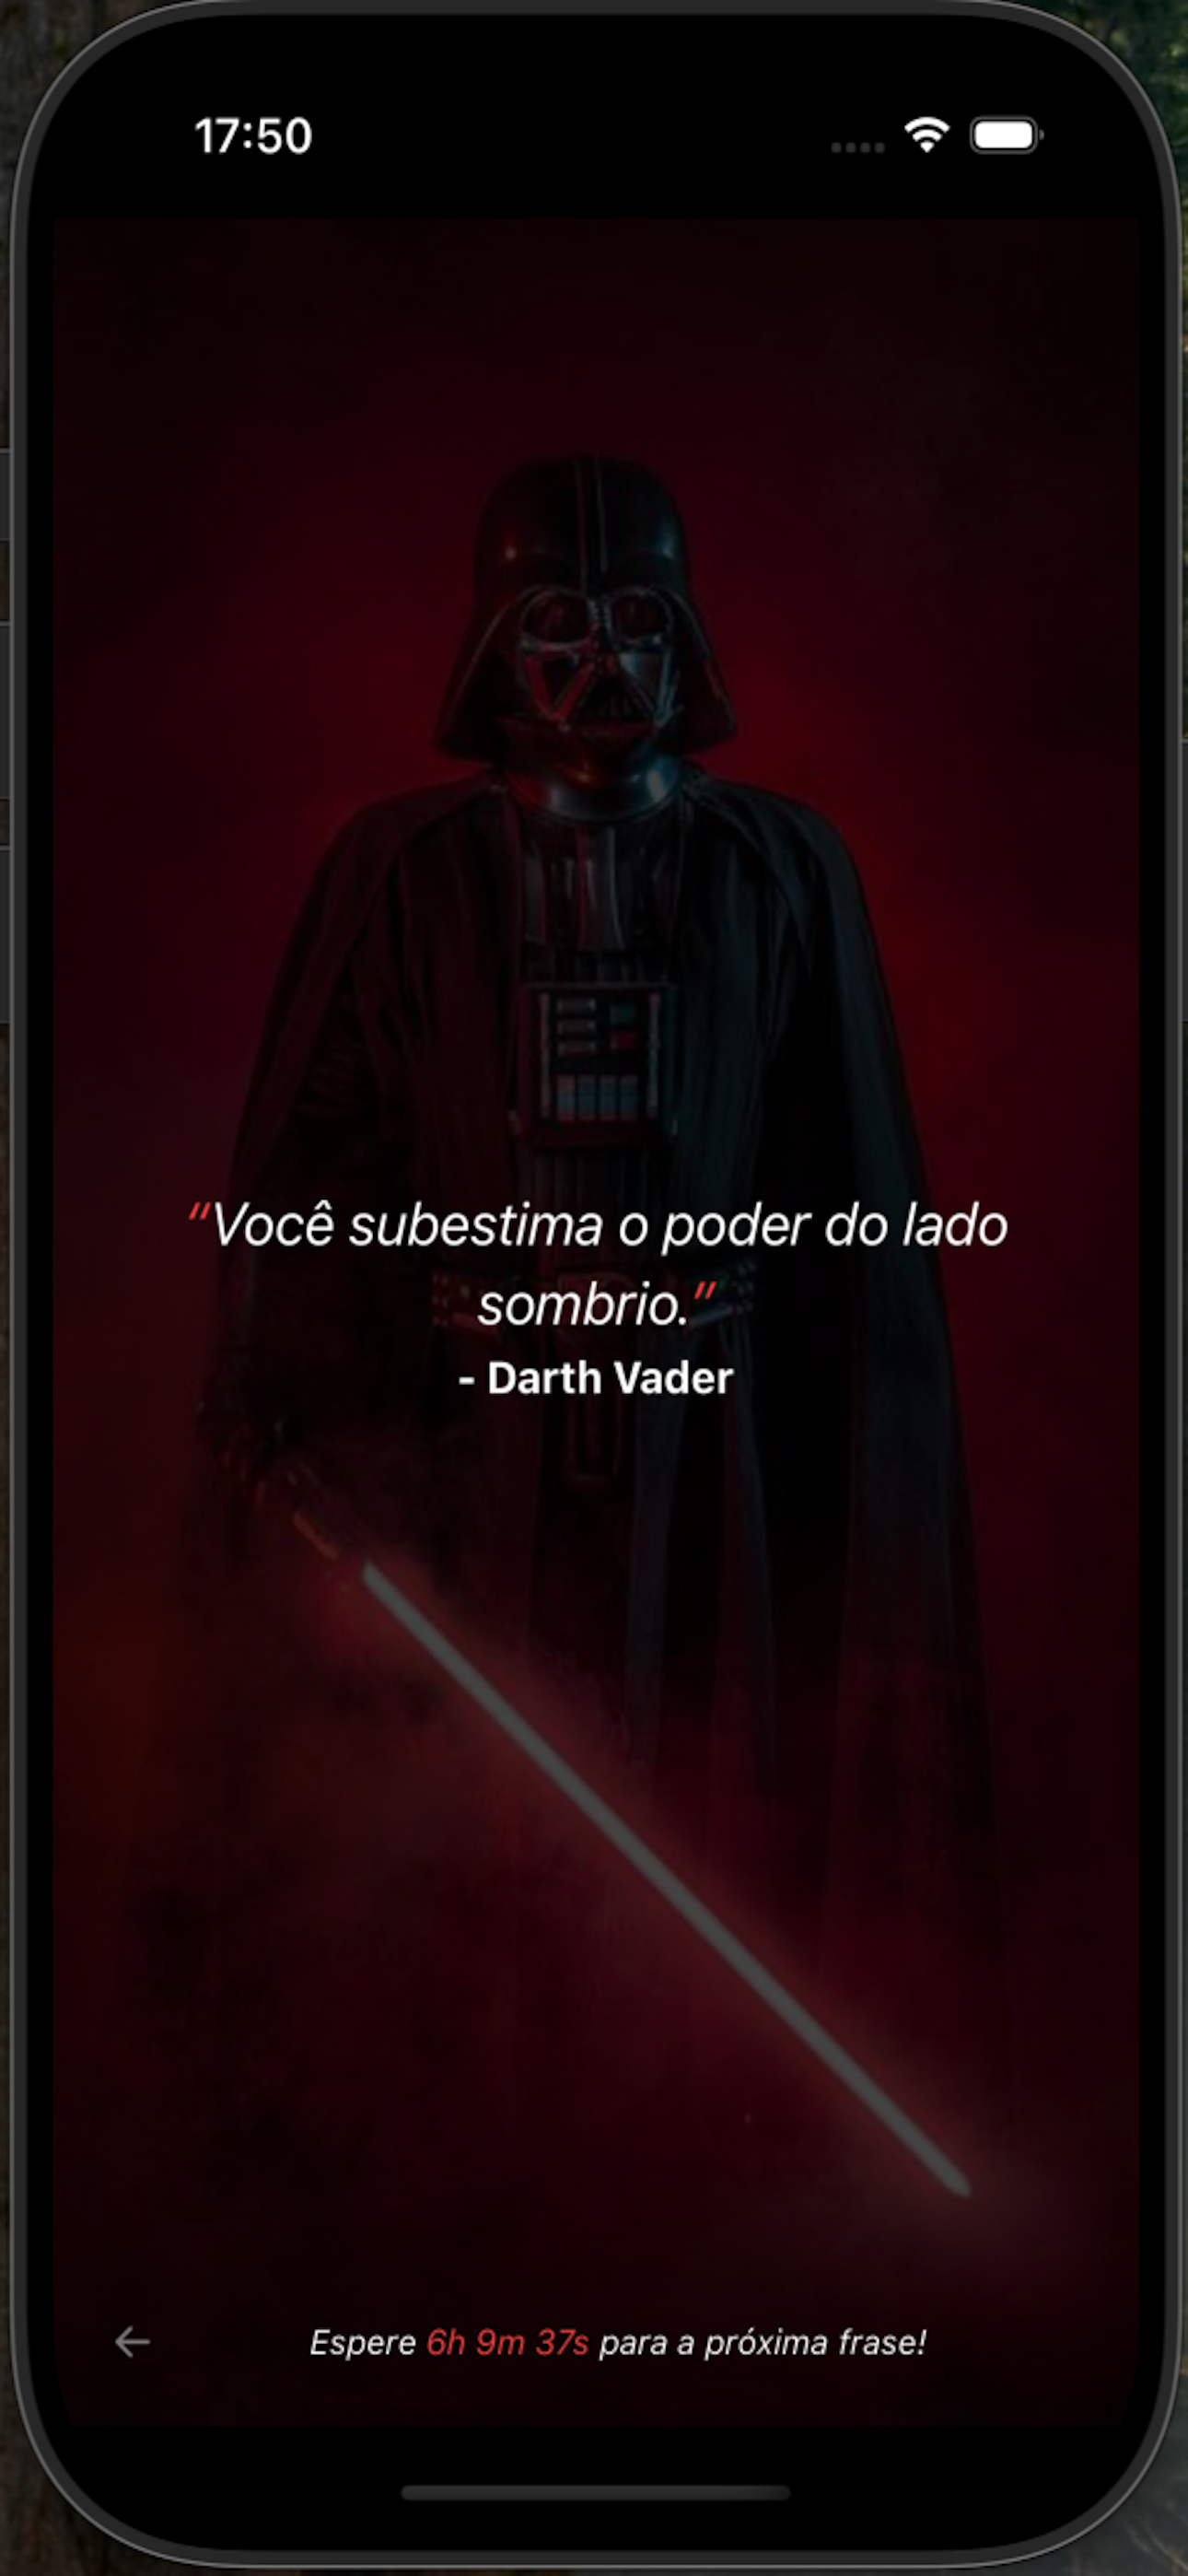 17:50
“Você subestima o poder do lado
sombrio.”
- Darth Vader
Espere 6h 9m 37s para a próxima frase!